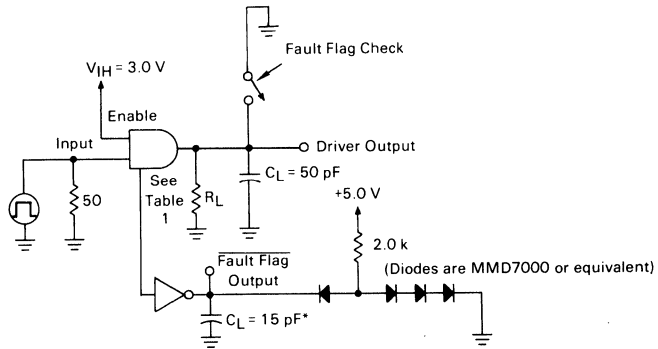 Fault Flag Check
VIH = 3.0 V
Enable
Input
Driver Output
50
See
Table
1
RL
CL = 50 pF
+5.0 V
2.0 k
Fault Flag
Output
(Diodes are MMD7000 or equivalent)
CL = 15 pF*